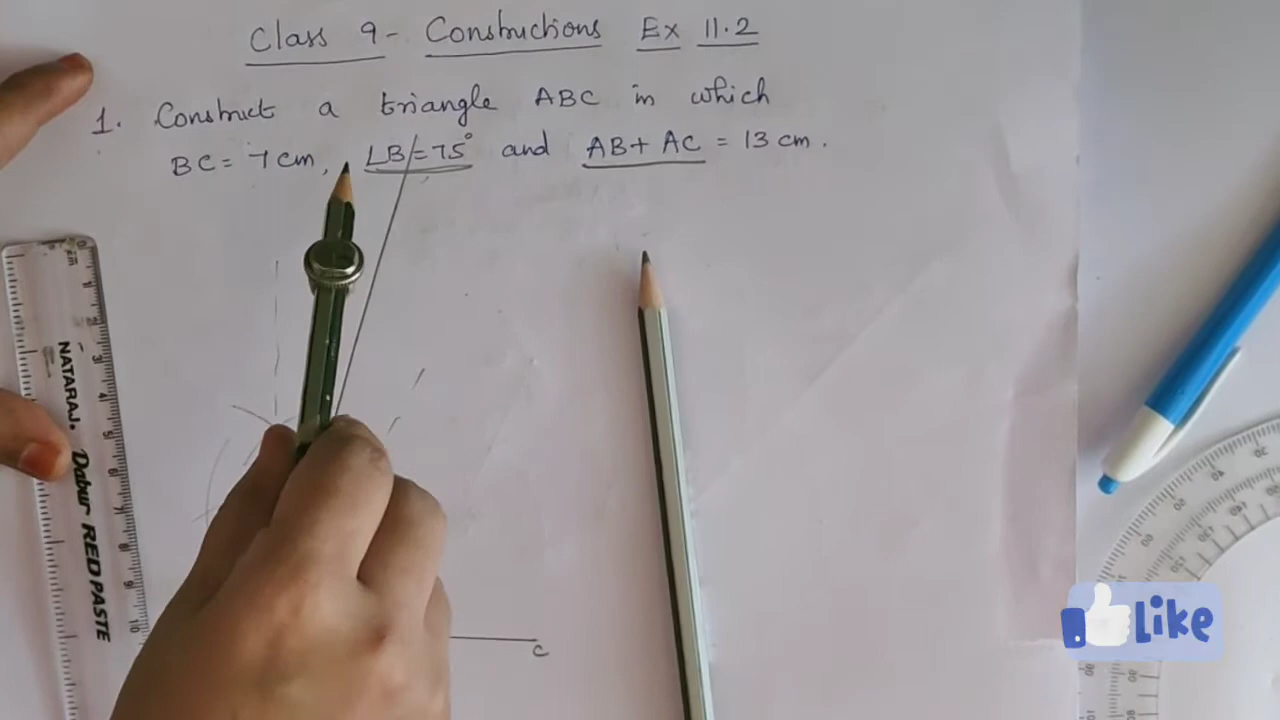 Class 9- Constructions Ex 11.2
1. Construct a triangle ABC in which
BC = 7 cm, ∠B = 75° and AB + AC = 13 cm.
NATARAJ. Dabur RED PASTE
C
Like